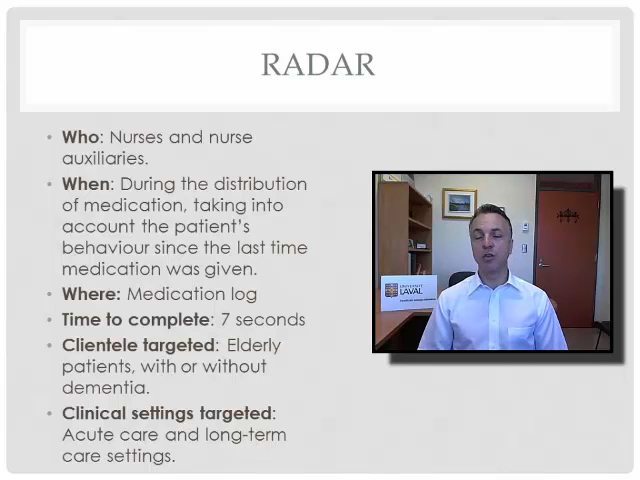 RADAR
• Who: Nurses and nurse
auxiliaries.
• When: During the distribution
of medication, taking into
account the patient's
behaviour since the last time
medication was given.
• Where: Medication log
• Time to complete: 7 seconds
• Clientele targeted: Elderly
patients, with or without
dementia.
• Clinical settings targeted:
Acute care and long-term
care settings.
UNIVERSITÉ
LAVAL